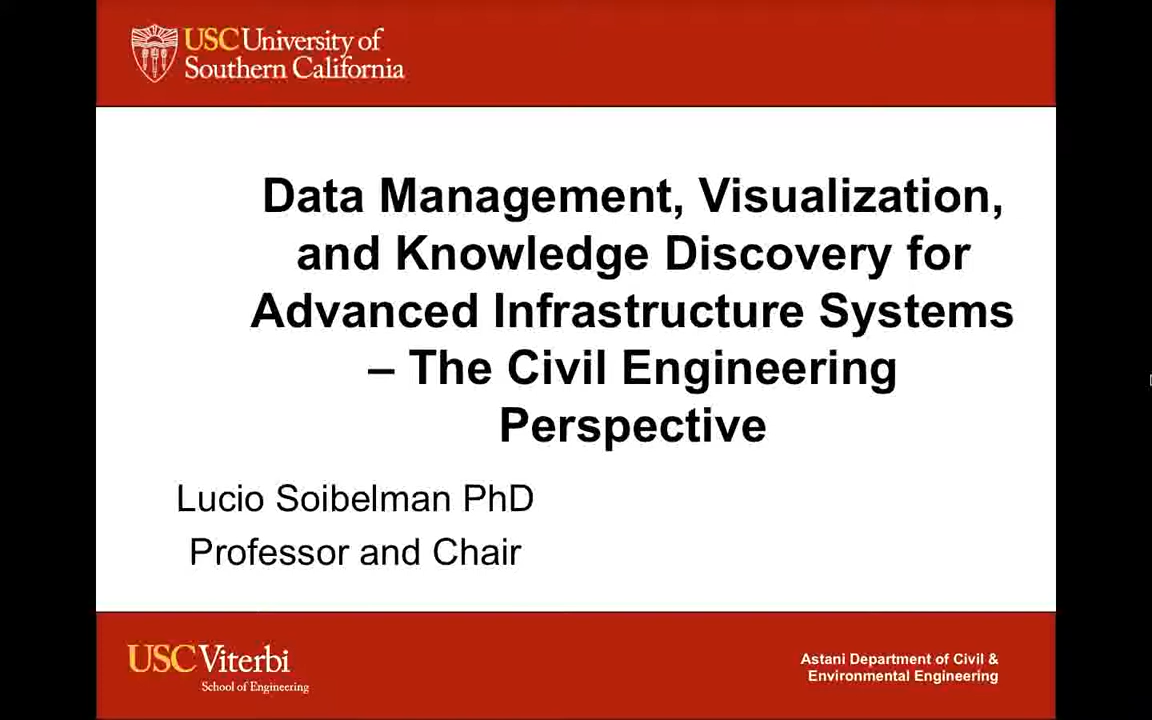 USC University of
Southern California
Data Management, Visualization,
and Knowledge Discovery for
Advanced Infrastructure Systems
– The Civil Engineering
Perspective
Lucio Soibelman PhD
Professor and Chair
USC Viterbi
School of Engineering
Astani Department of Civil &
Environmental Engineering